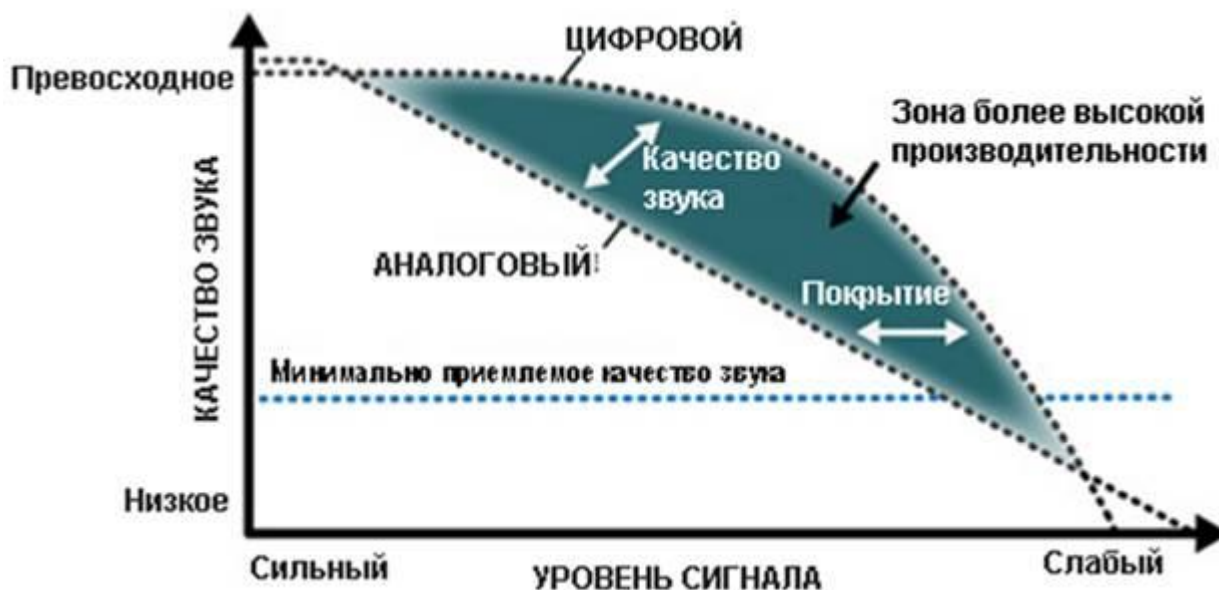 ЦИФРОВОЙ
Превосходное
Зона более высокой
производительности
Качество
звука
КАЧЕСТВО ЗВУКА
АНАЛОГОВЫЙ
Покрытие
Минимально приемлемое качество звука
Низкое
Сильный
УРОВЕНЬ СИГНАЛА
Слабый